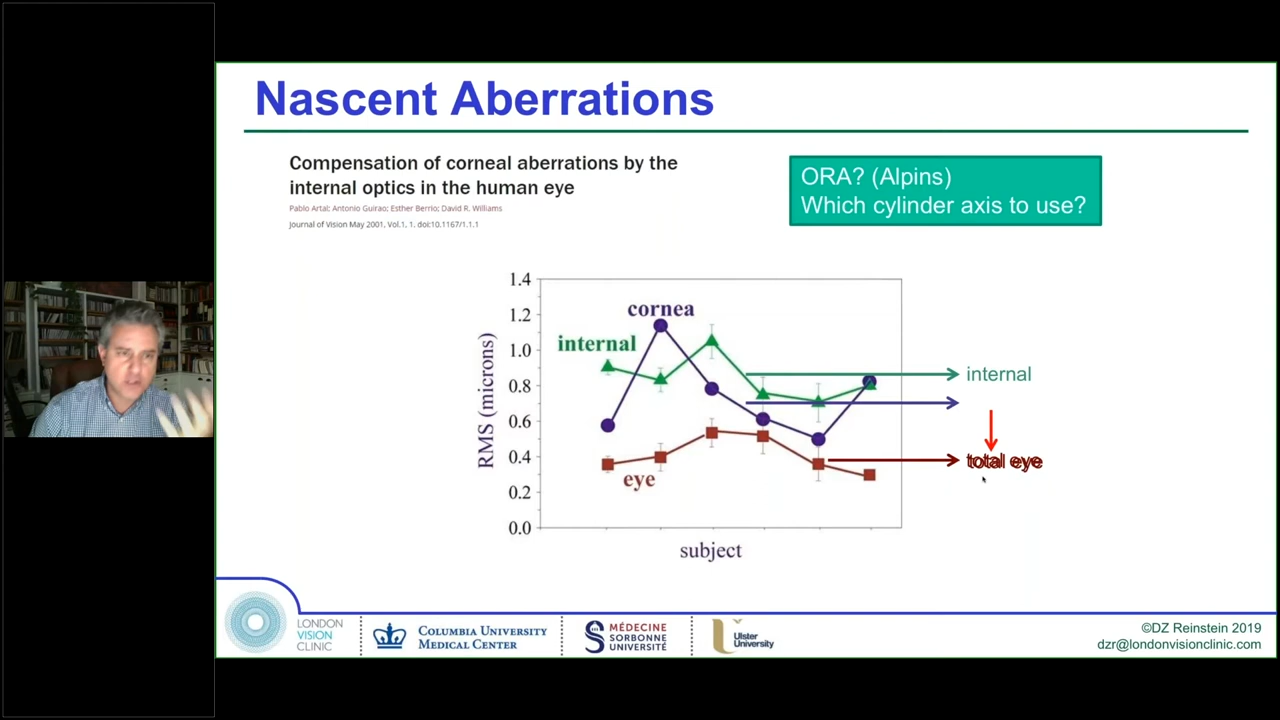 Nascent Aberrations
Compensation of corneal aberrations by the
internal optics in the human eye
Pablo Artal; Antonio Guirao; Esther Berrio; David R. Williams
Journal of Vision May 2001, Vol.1, 1. doi:10.1167/1.1.1
ORA? (Alpins)
Which cylinder axis to use?
1.4
1.2
1.0
0.8
0.6
0.4
0.2
0.0
RMS (microns)
cornea
internal
eye
subject
internal
total eye
LONDON
VISION
CLINIC
COLUMBIA UNIVERSITY
MEDICAL CENTER
MÉDECINE
SORBONNE
UNIVERSITÉ
Ulster
University
©DZ Reinstein 2019
dzr@londonvisionclinic.com